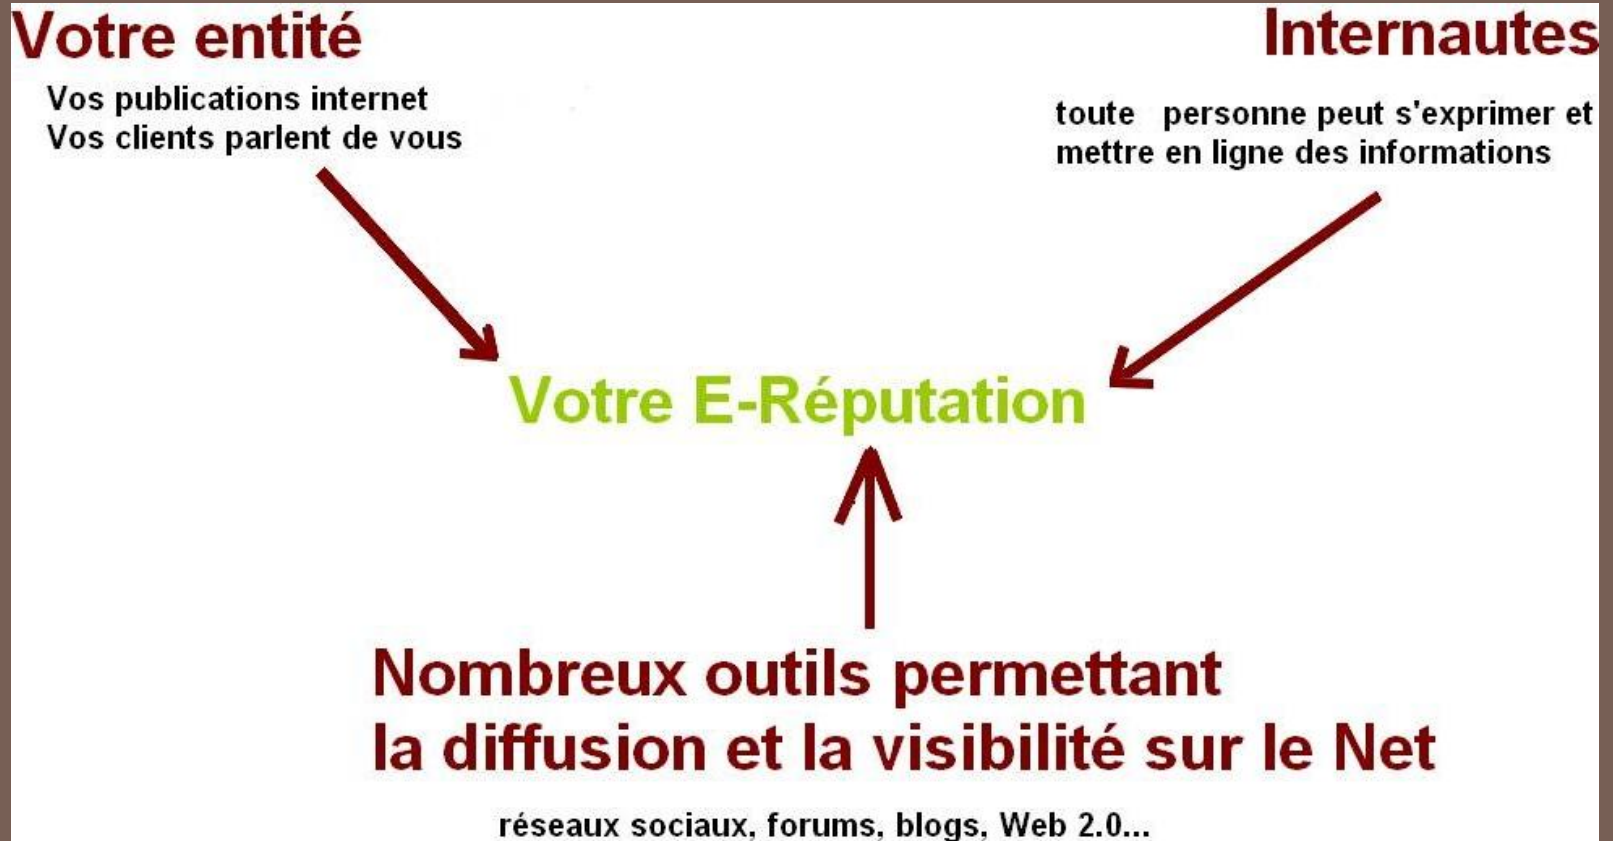 Votre entité
Vos publications internet
Vos clients parlent de vous
Internautes
toute personne peut s'exprimer et
mettre en ligne des informations
Votre E-Réputation
Nombreux outils permettant
la diffusion et la visibilité sur le Net
réseaux sociaux, forums, blogs, Web 2.0...